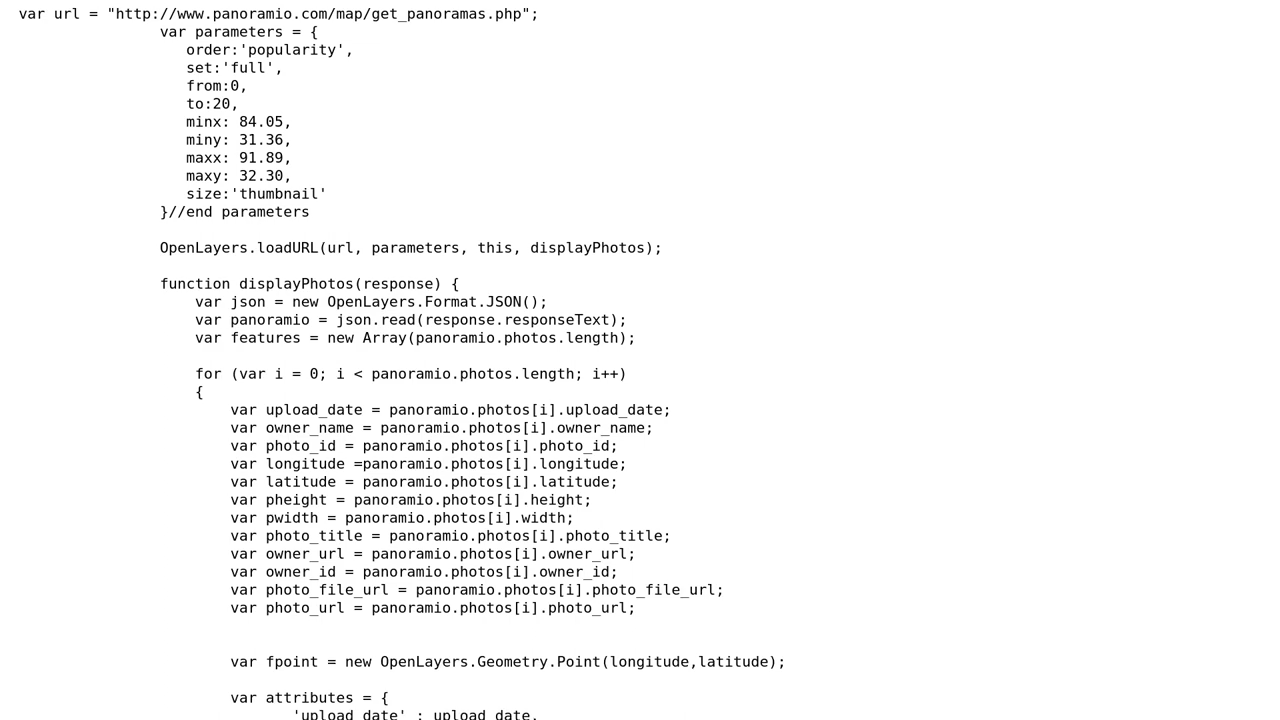 var url = "http://www.panoramio.com/map/get_panoramas.php";
var parameters = {
order:'popularity',
set:'full',
from:0,
to:20,
minx: 84.05,
miny: 31.36,
maxx: 91.89,
maxy: 32.30,
size:'thumbnail'
}//end parameters
OpenLayers.loadURL(url, parameters, this, displayPhotos);
function displayPhotos(response) {
var json = new OpenLayers.Format.JSON();
var panoramio = json.read(response.responseText);
var features = new Array(panoramio.photos.length);
for (var i = 0; i < panoramio.photos.length; i++)
{
var upload_date = panoramio.photos[i].upload_date;
var owner_name = panoramio.photos[i].owner_name;
var photo_id = panoramio.photos[i].photo_id;
var longitude =panoramio.photos[i].longitude;
var latitude = panoramio.photos[i].latitude;
var pheight = panoramio.photos[i].height;
var pwidth = panoramio.photos[i].width;
var photo_title = panoramio.photos[i].photo_title;
var owner_url = panoramio.photos[i].owner_url;
var owner_id = panoramio.photos[i].owner_id;
var photo_file_url = panoramio.photos[i].photo_file_url;
var photo_url = panoramio.photos[i].photo_url;
var fpoint = new OpenLayers.Geometry.Point(longitude,latitude);
var attributes = {
'upload_date' : upload_date,